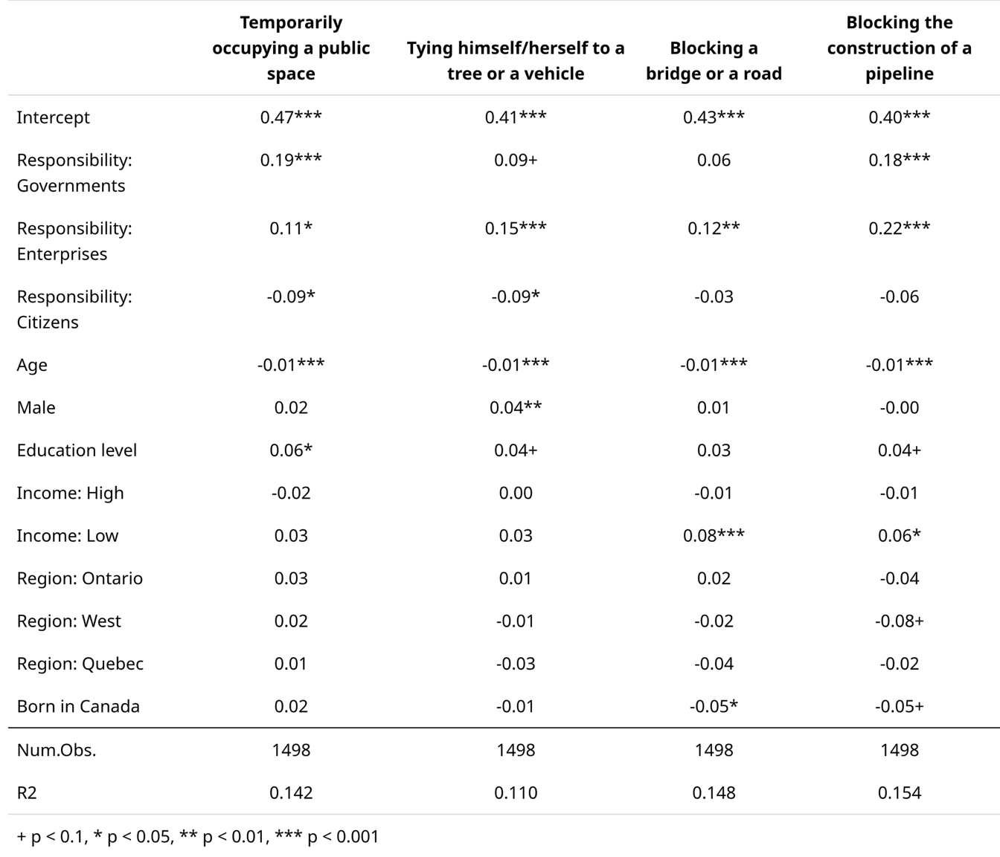 Temporarily occupying a public space Tying himself/herself to a tree or a vehicle Blocking a bridge or a road Blocking the construction of a pipeline
Intercept 0.47*** 0.41*** 0.43*** 0.40***
Responsibility: Governments 0.19*** 0.09+ 0.06 0.18***
Responsibility: Enterprises 0.11* 0.15*** 0.12** 0.22***
Responsibility: Citizens -0.09* -0.09* -0.03 -0.06
Age -0.01*** -0.01*** -0.01*** -0.01***
Male 0.02 0.04** 0.01 -0.00
Education level 0.06* 0.04+ 0.03 0.04+
Income: High -0.02 0.00 -0.01 -0.01
Income: Low 0.03 0.03 0.08*** 0.06*
Region: Ontario 0.03 0.01 0.02 -0.04
Region: West 0.02 -0.01 -0.02 -0.08+
Region: Quebec 0.01 -0.03 -0.04 -0.02
Born in Canada 0.02 -0.01 -0.05* -0.05+
Num.Obs. 1498 1498 1498 1498
R2 0.142 0.110 0.148 0.154
+ p < 0.1, * p < 0.05, ** p < 0.01, *** p < 0.001